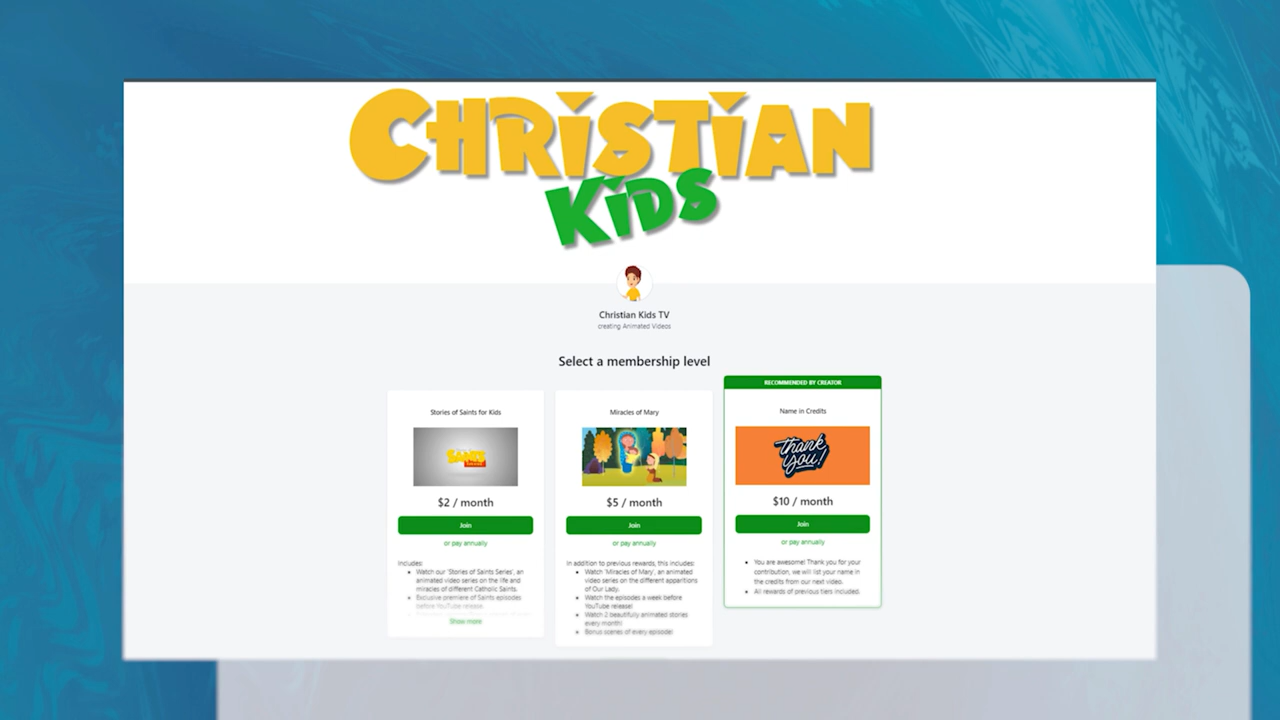 CHRiSTiAN
KiDS
Christian Kids TV
creating Animated Videos
Select a membership level
Stories of Saints for Kids
SAINTS
$2 / month
Join
or pay annually
Includes:
Watch our 'Stories of Saints Series', an
animated video series on the life and
miracles of different Catholic Saints.
Exclusive premiere of Saints episodes
before YouTube release.
Show more
Miracles of Mary
$5 / month
Join
or pay annually
In addition to previous rewards, this includes:
Watch 'Miracles of Mary', an animated
video series on the different apparitions
of Our Lady.
Watch the episodes a week before
YouTube release!
Watch 2 beautifully animated stories
every month!
Bonus scenes of every episode!
RECOMMENDED BY CREATOR
Name in Credits
thank
you!
$10 / month
Join
or pay annually
You are awesome! Thank you for your
contribution, we will list your name in
the credits from our next video.
All rewards of previous tiers included.